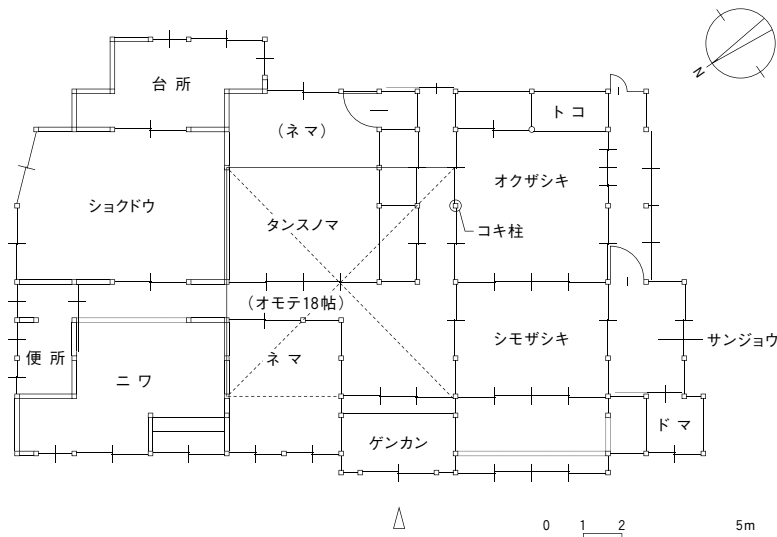 台所
N
(ネマ)
トコ
オクザシキ
ショクドウ
タンスノマ
コキ柱
(オモテ18帖)
シモザシキ
サンジョウ
便所
ネマ
ニワ
ゲンカン
ドマ
0 1 2 5m